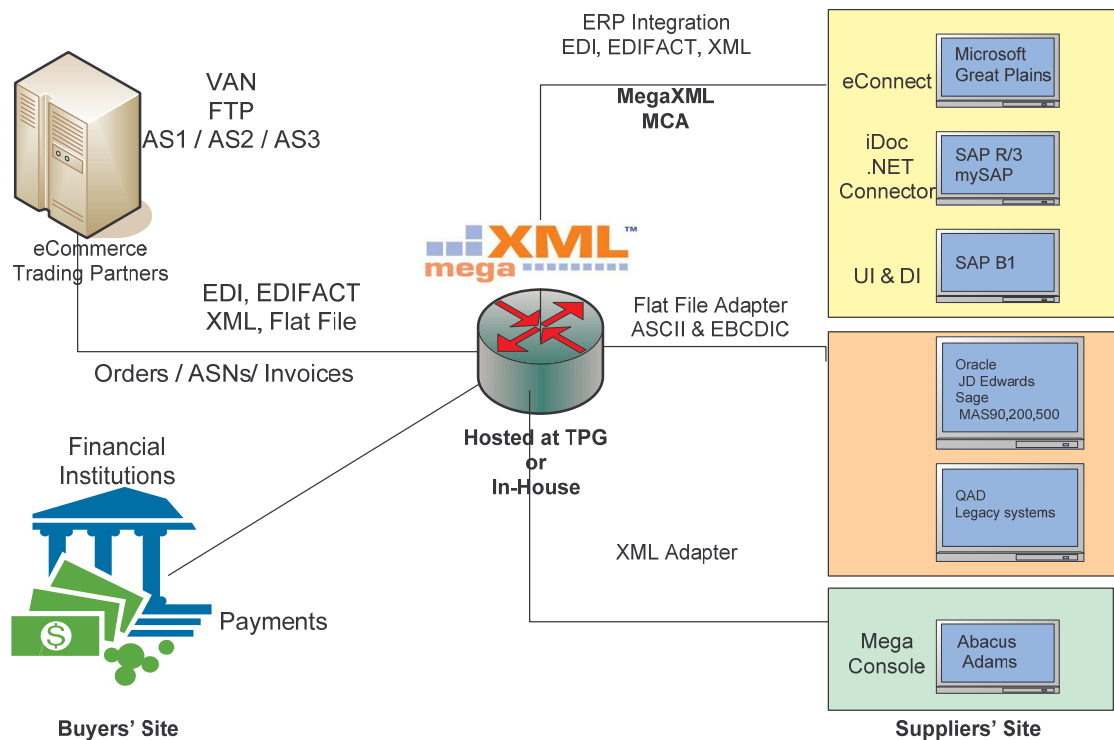 ERP Integration
EDI, EDIFACT, XML
MegaXML
MCA
VAN
FTP
AS1 / AS2 / AS3
eCommerce
Trading Partners
EDI, EDIFACT
XML, Flat File
Orders / ASNs/ Invoices
Financial
Institutions
$
Payments
Buyers' Site
XML™
mega
Hosted at TPG
or
In-House
Flat File Adapter
ASCII & EBCDIC
XML Adapter
eConnect
Microsoft
Great Plains
iDoc
.NET
Connector
SAP R/3
mySAP
UI & DI
SAP B1
Oracle
JD Edwards
Sage
MAS90,200,500
QAD
Legacy systems
Mega
Console
Abacus
Adams
Suppliers' Site